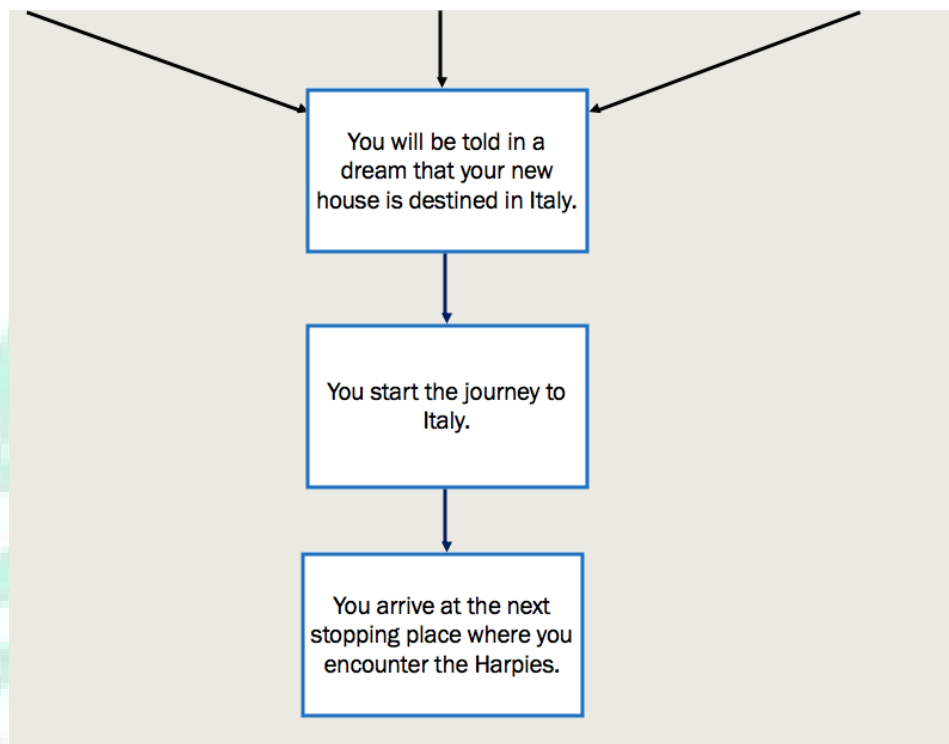 You will be told in a
dream that your new
house is destined in Italy.
You start the journey to
Italy.
You arrive at the next
stopping place where you
encounter the Harpies.